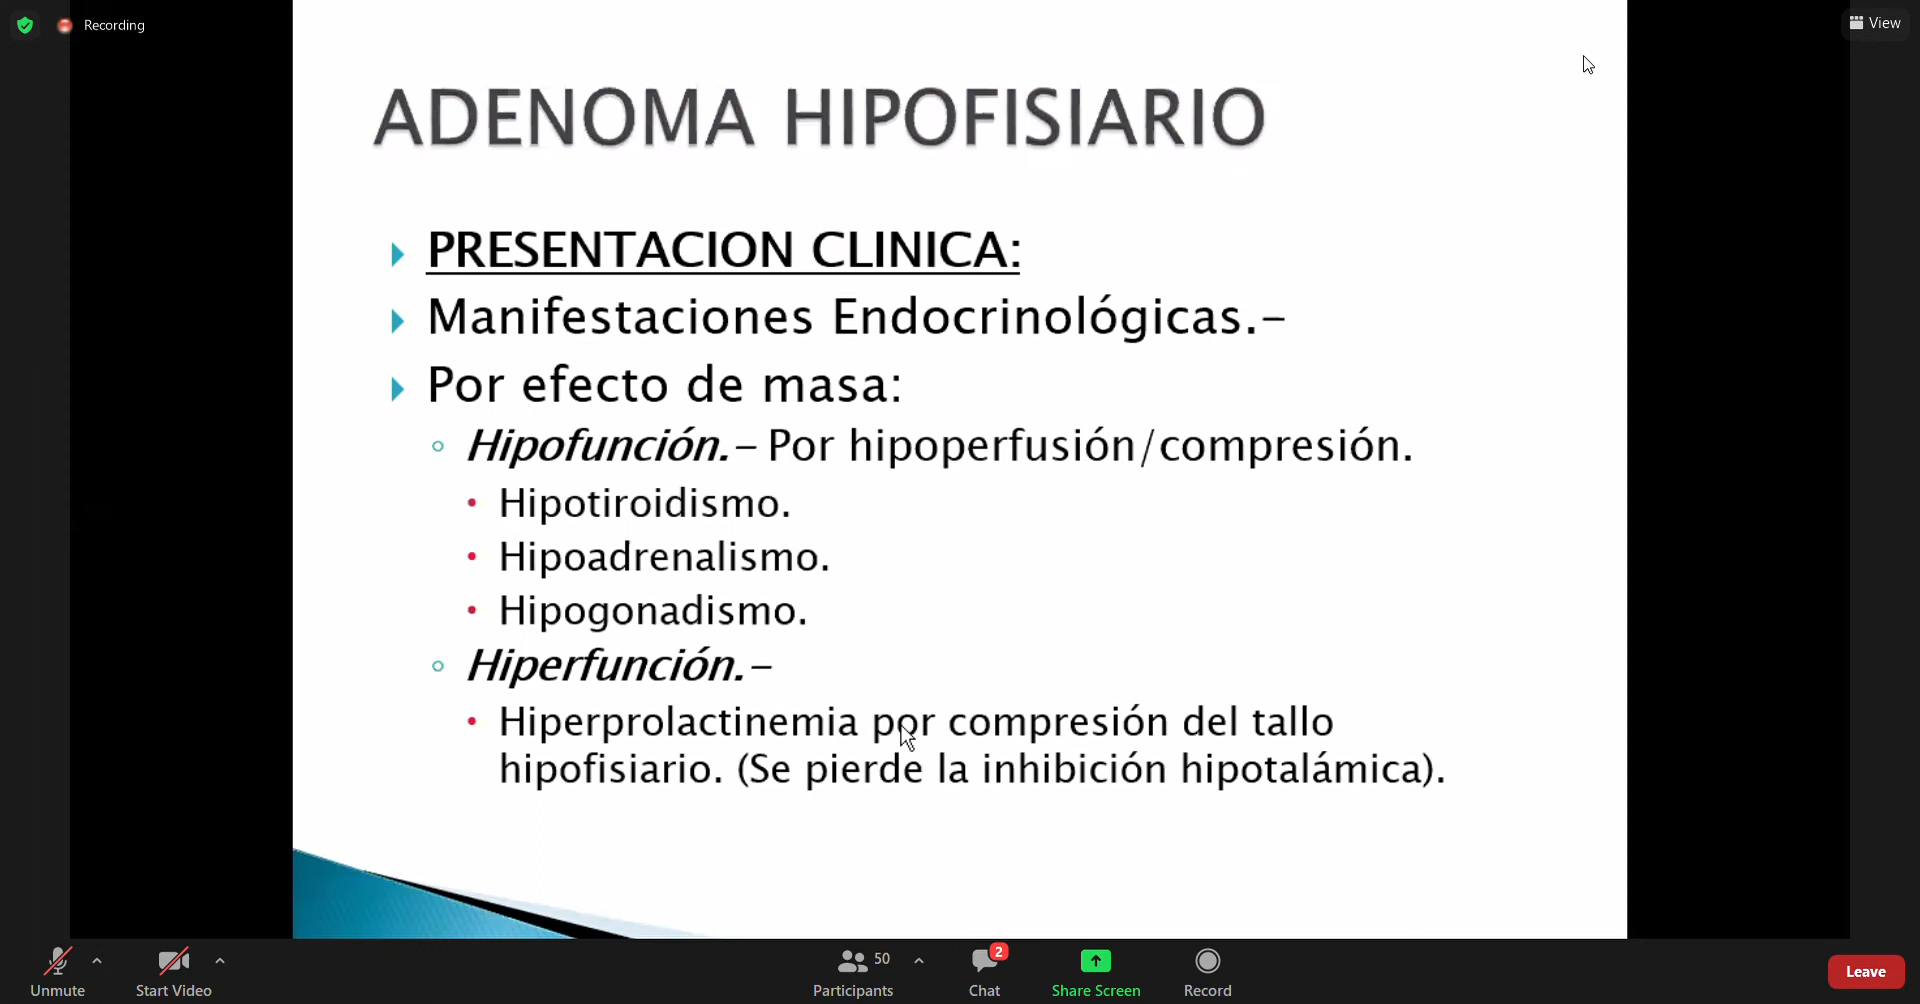 Recording
View
ADENOMA HIPOFISIARIO
PRESENTACION CLINICA:
Manifestaciones Endocrinológicas.–
Por efecto de masa:
Hipofunción.– Por hipoperfusión/compresión.
Hipotiroidismo.
Hipoadrenalismo.
Hipogonadismo.
Hiperfunción.–
Hiperprolactinemia por compresión del tallo
hipofisiario. (Se pierde la inhibición hipotalámica).
Unmute
Start Video
50
Participants
2
Chat
Share Screen
Record
Leave